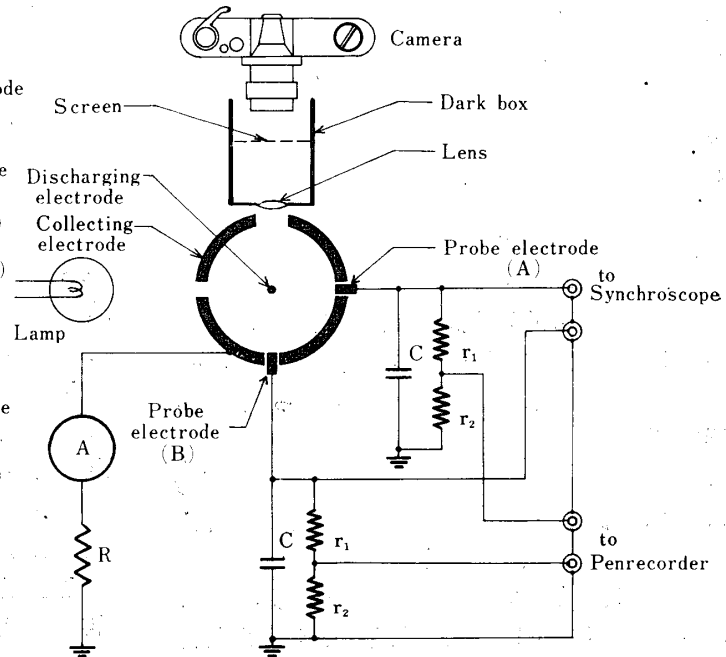 Camera
ode
Screen
Dark box
Lens
Discharging
electrode
Collecting
electrode
Probe electrode
(A)
to
Synchroscope
)
Lamp
C
r₁
r₂
Probe
electrode
(B)
A
R
C
r₁
r₂
to
Penrecorder